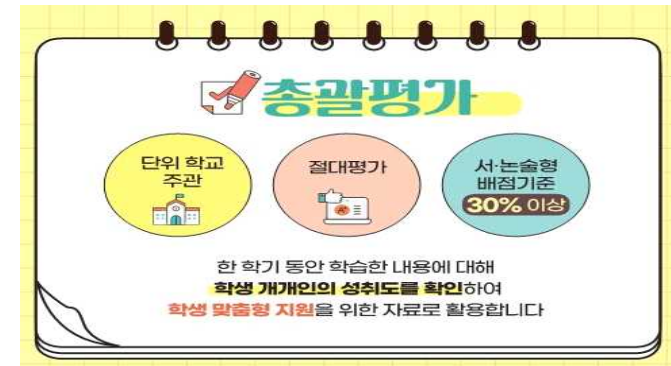 총괄평가
단위 학교
주관
절대평가
서·논술형
배점기준
30% 이상
한 학기 동안 학습한 내용에 대해
학생 개개인의 성취도를 확인하여
학생 맞춤형 지원을 위한 자료로 활용합니다